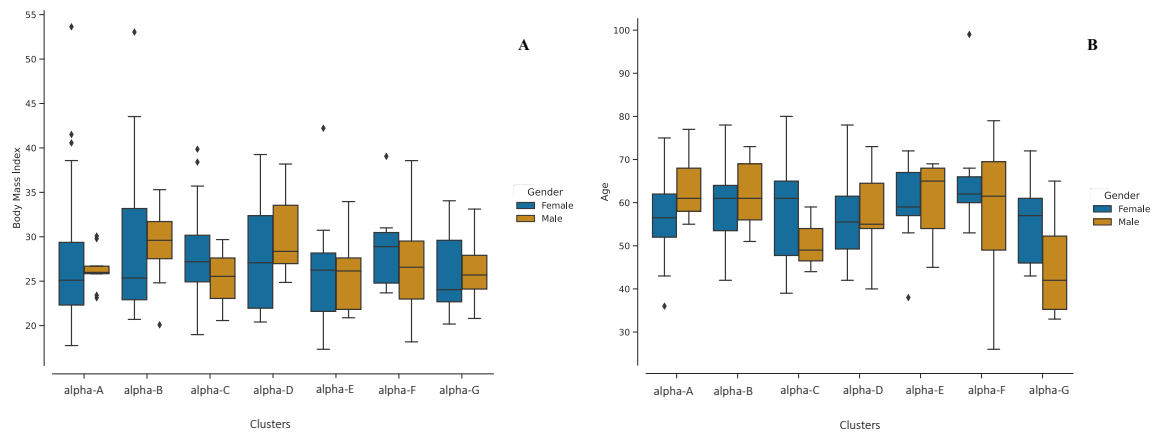 A
Body Mass Index
55
50
45
40
35
30
25
20
alpha-A alpha-B alpha-C alpha-D alpha-E alpha-F alpha-G
Clusters
Gender
Female
Male
B
Age
100
90
80
70
60
50
40
30
alpha-A alpha-B alpha-C alpha-D alpha-E alpha-F alpha-G
Clusters
Gender
Female
Male